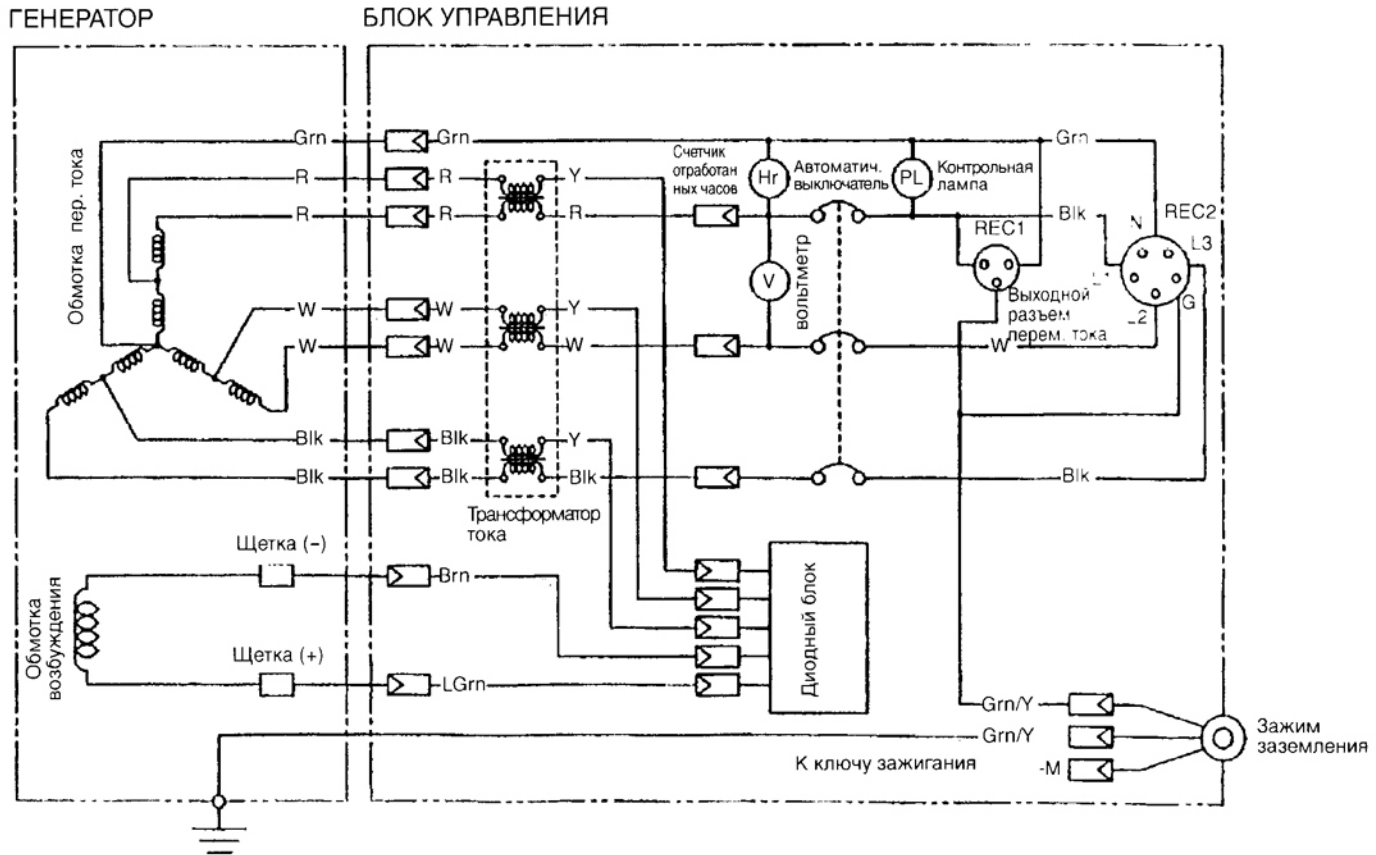 ГЕНЕРАТОР
БЛОК УПРАВЛЕНИЯ
Обмотка пер. тока
Grn
Grn
Grn
R
R
Y
R
R
R
Счетчик
отработан
ных часов
Hr
Автоматич.
выключатель
PL
Контрольная
лампа
Blk
REC1
N
REC2
L3
G
L2
V
вольтметр
Выходной
разъем
перем. тока
W
W
W
Y
W
W
W
Blk
Blk
Y
Blk
Blk
Blk
Blk
Трансформатор
тока
Обмотка
возбуждения
Щетка (–)
Brn
Щетка (+)
LGrn
Диодный блок
Grn/Y
Grn/Y
К ключу зажигания
-M
Зажим
заземления